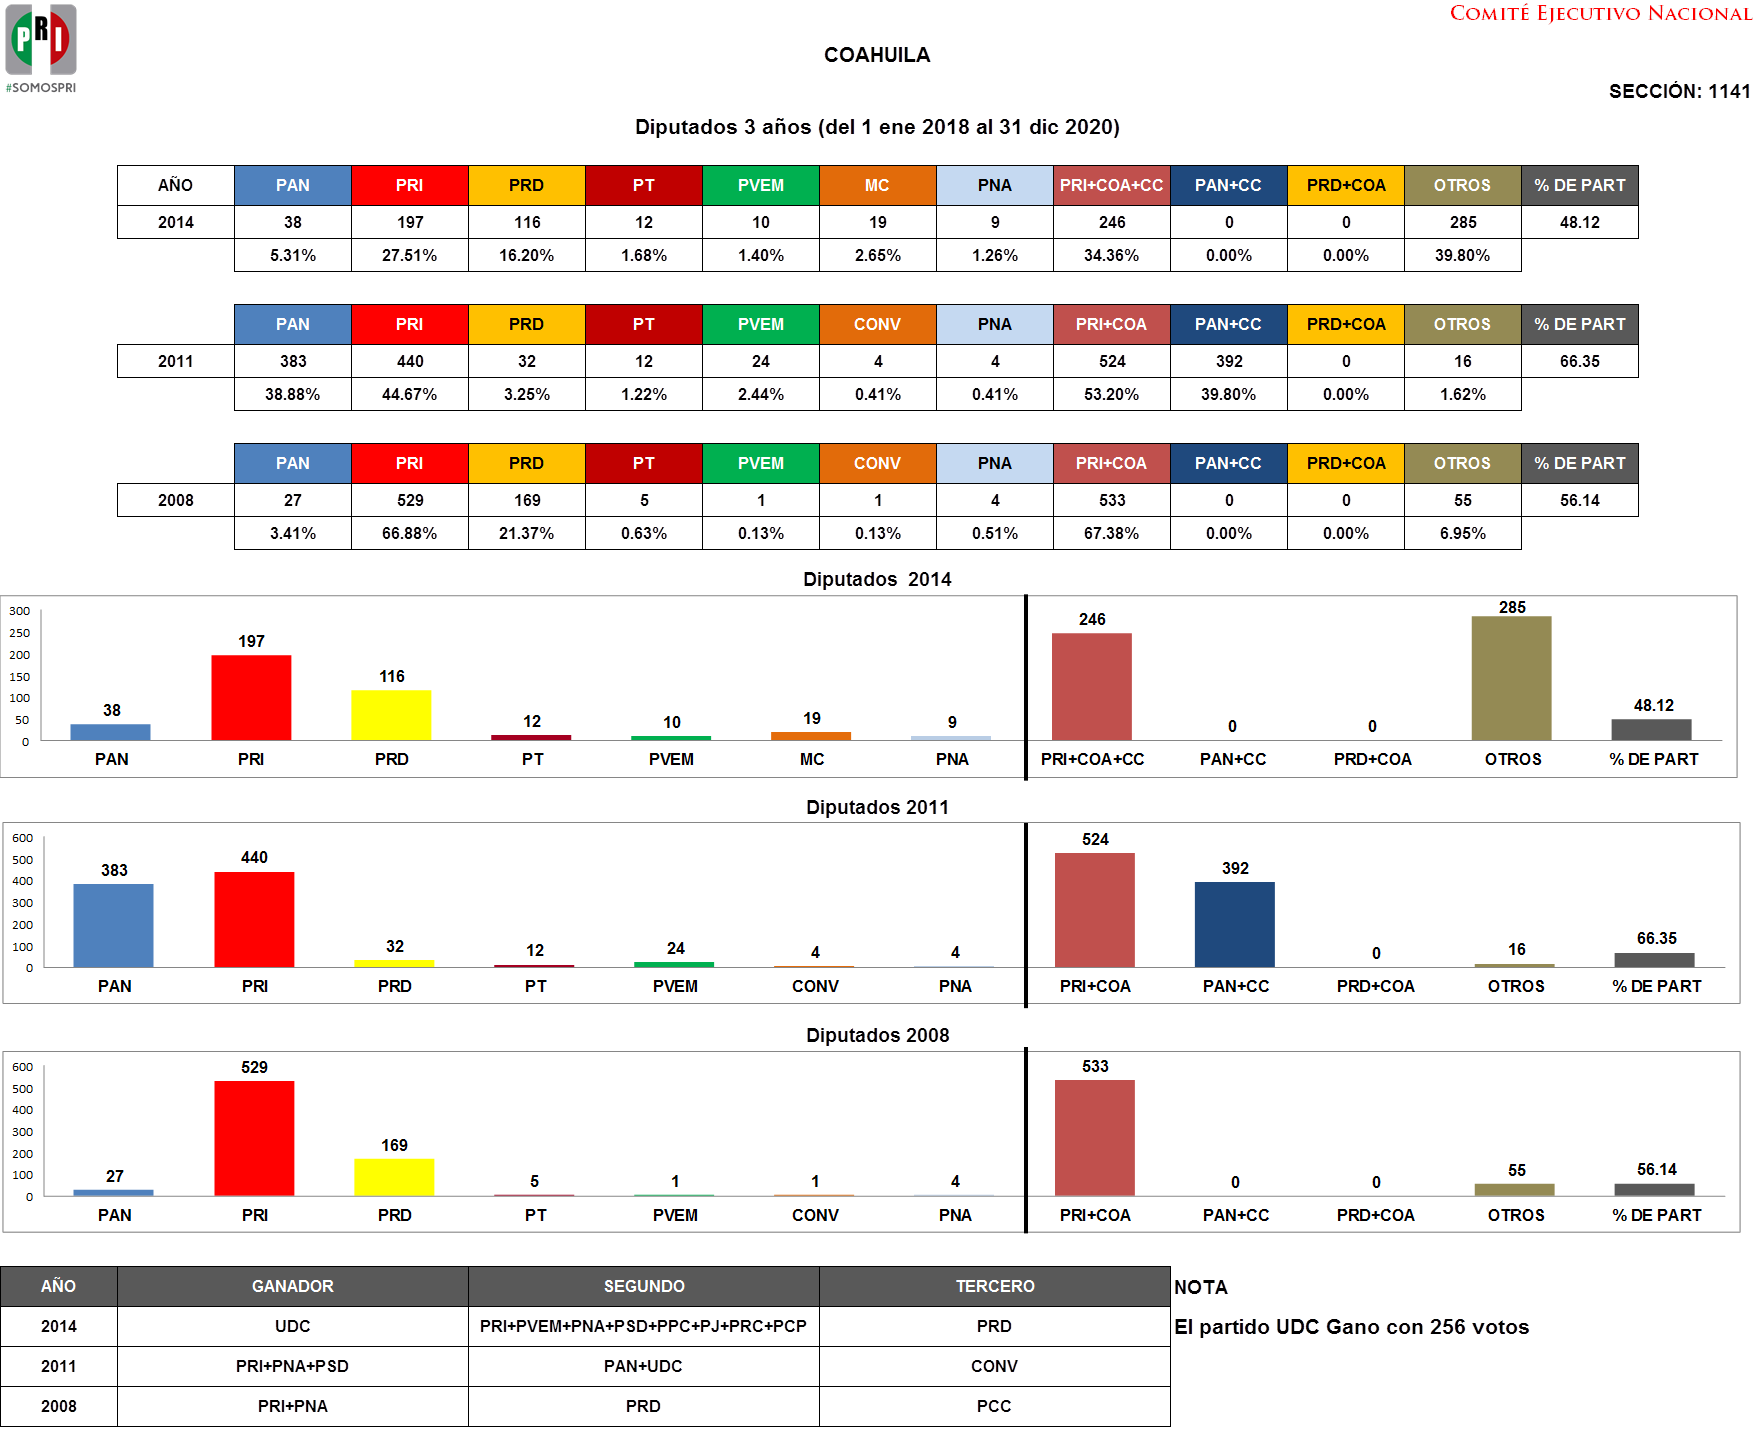 PRI
#SOMOSPRI
COMITÉ EJECUTIVO NACIONAL
COAHUILA
SECCIÓN: 1141
Diputados 3 años (del 1 ene 2018 al 31 dic 2020)
AÑO PAN PRI PRD PT PVEM MC PNA PRI+COA+CC PAN+CC PRD+COA OTROS % DE PART
2014 38 197 116 12 10 19 9 246 0 0 285 48.12
5.31% 27.51% 16.20% 1.68% 1.40% 2.65% 1.26% 34.36% 0.00% 0.00% 39.80%
PAN PRI PRD PT PVEM CONV PNA PRI+COA PAN+CC PRD+COA OTROS % DE PART
2011 383 440 32 12 24 4 4 524 392 0 16 66.35
38.88% 44.67% 3.25% 1.22% 2.44% 0.41% 0.41% 53.20% 39.80% 0.00% 1.62%
PAN PRI PRD PT PVEM CONV PNA PRI+COA PAN+CC PRD+COA OTROS % DE PART
2008 27 529 169 5 1 1 4 533 0 0 55 56.14
3.41% 66.88% 21.37% 0.63% 0.13% 0.13% 0.51% 67.38% 0.00% 0.00% 6.95%
Diputados 2014
300
250
200
150
100
50
0
38 197 116 12 10 19 9 246 0 0 285 48.12
PAN PRI PRD PT PVEM MC PNA PRI+COA+CC PAN+CC PRD+COA OTROS % DE PART
Diputados 2011
600
500
400
300
200
100
0
383 440 32 12 24 4 4 524 392 0 16 66.35
PAN PRI PRD PT PVEM CONV PNA PRI+COA PAN+CC PRD+COA OTROS % DE PART
Diputados 2008
600
500
400
300
200
100
0
27 529 169 5 1 1 4 533 0 0 55 56.14
PAN PRI PRD PT PVEM CONV PNA PRI+COA PAN+CC PRD+COA OTROS % DE PART
AÑO GANADOR SEGUNDO TERCERO NOTA
2014 UDC PRI+PVEM+PNA+PSD+PPC+PJ+PRC+PCP PRD El partido UDC Gano con 256 votos
2011 PRI+PNA+PSD PAN+UDC CONV
2008 PRI+PNA PRD PCC